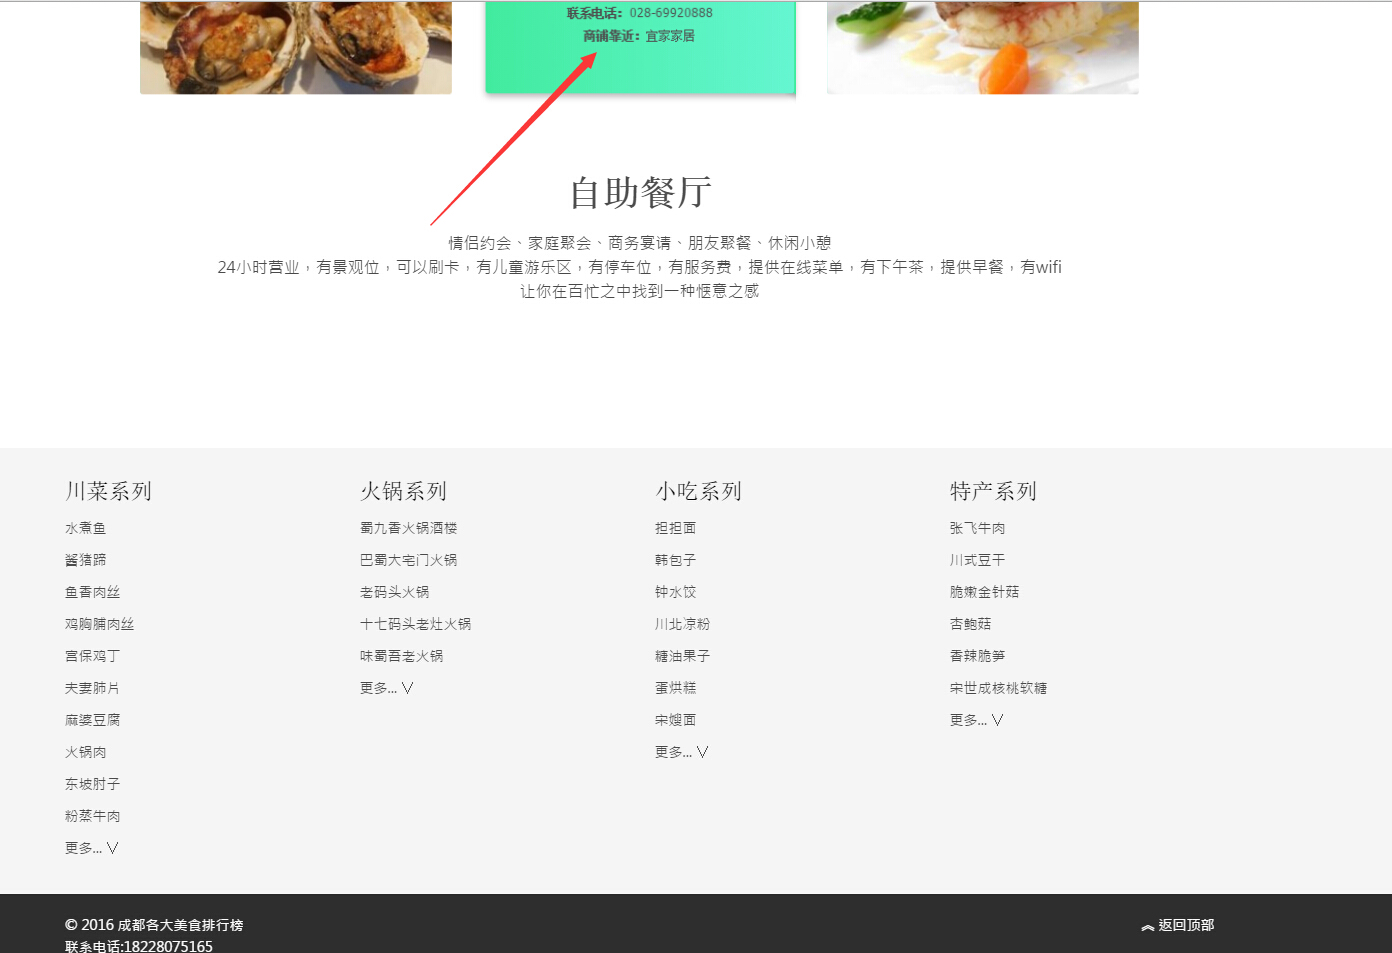 联系电话：028-69920888
商铺靠近：宜家家居
自助餐厅
情侣约会、家庭聚会、商务宴请、朋友聚餐、休闲小憩
24小时营业，有景观位，可以刷卡，有儿童游乐区，有停车位，有服务费，提供在线菜单，有下午茶，提供早餐，有wifi
让你在百忙之中找到一种惬意之感
川菜系列
水煮鱼
酱猪蹄
鱼香肉丝
鸡胸脯肉丝
宫保鸡丁
夫妻肺片
麻婆豆腐
火锅肉
东坡肘子
粉蒸牛肉
更多... ∨
火锅系列
蜀九香火锅酒楼
巴蜀大宅门火锅
老码头火锅
十七码头老灶火锅
味蜀吾老火锅
更多... ∨
小吃系列
担担面
韩包子
钟水饺
川北凉粉
糖油果子
蛋烘糕
宋嫂面
更多... ∨
特产系列
张飞牛肉
川式豆干
脆嫩金针菇
杏鲍菇
香辣脆笋
宋世成核桃软糖
更多... ∨
© 2016 成都各大美食排行榜
联系电话:18228075165
返回顶部